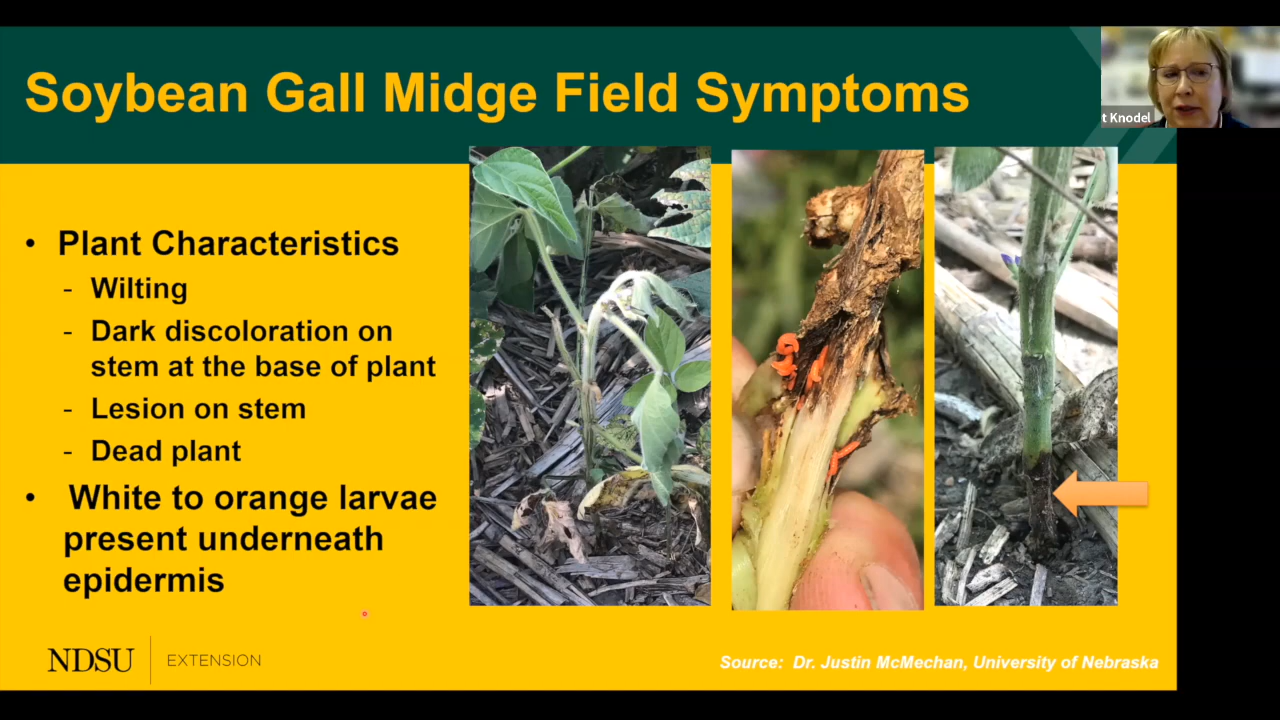 Soybean Gall Midge Field Symptoms
t Knodel
• Plant Characteristics
- Wilting
- Dark discoloration on
stem at the base of plant
- Lesion on stem
- Dead plant
• White to orange larvae
present underneath
epidermis
NDSU EXTENSION
Source: Dr. Justin McMechan, University of Nebraska